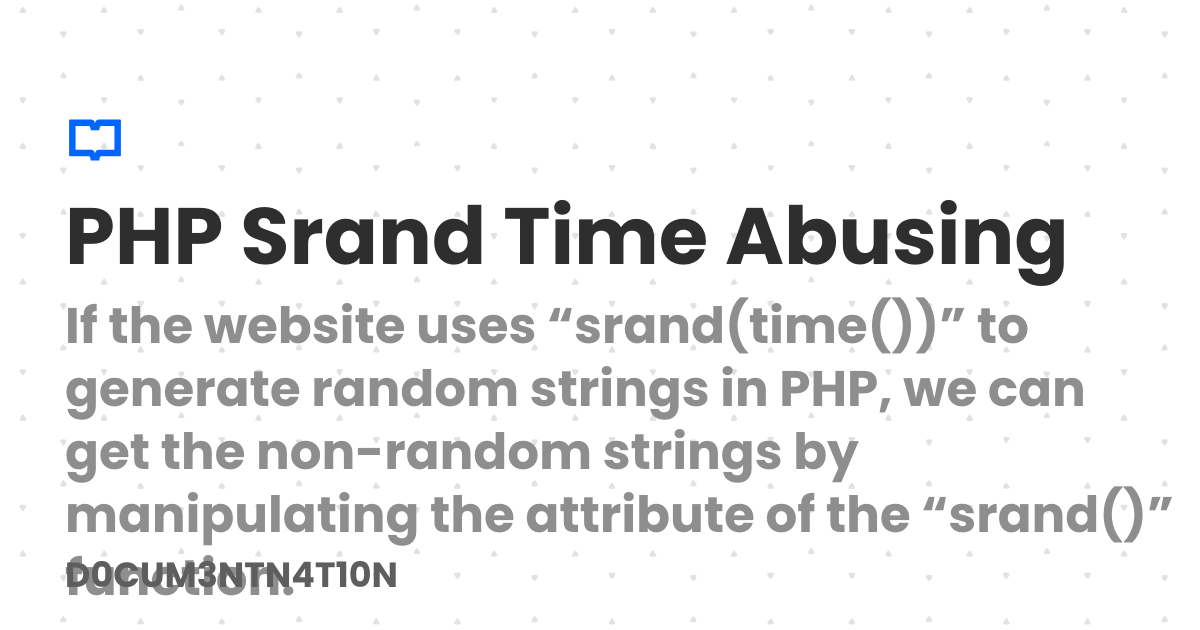 PHP Srand Time Abusing
If the website uses “srand(time())” to
generate random strings in PHP, we can
get the non-random strings by
manipulating the attribute of the “srand()”
function.
D0CUM3NTN4T10N